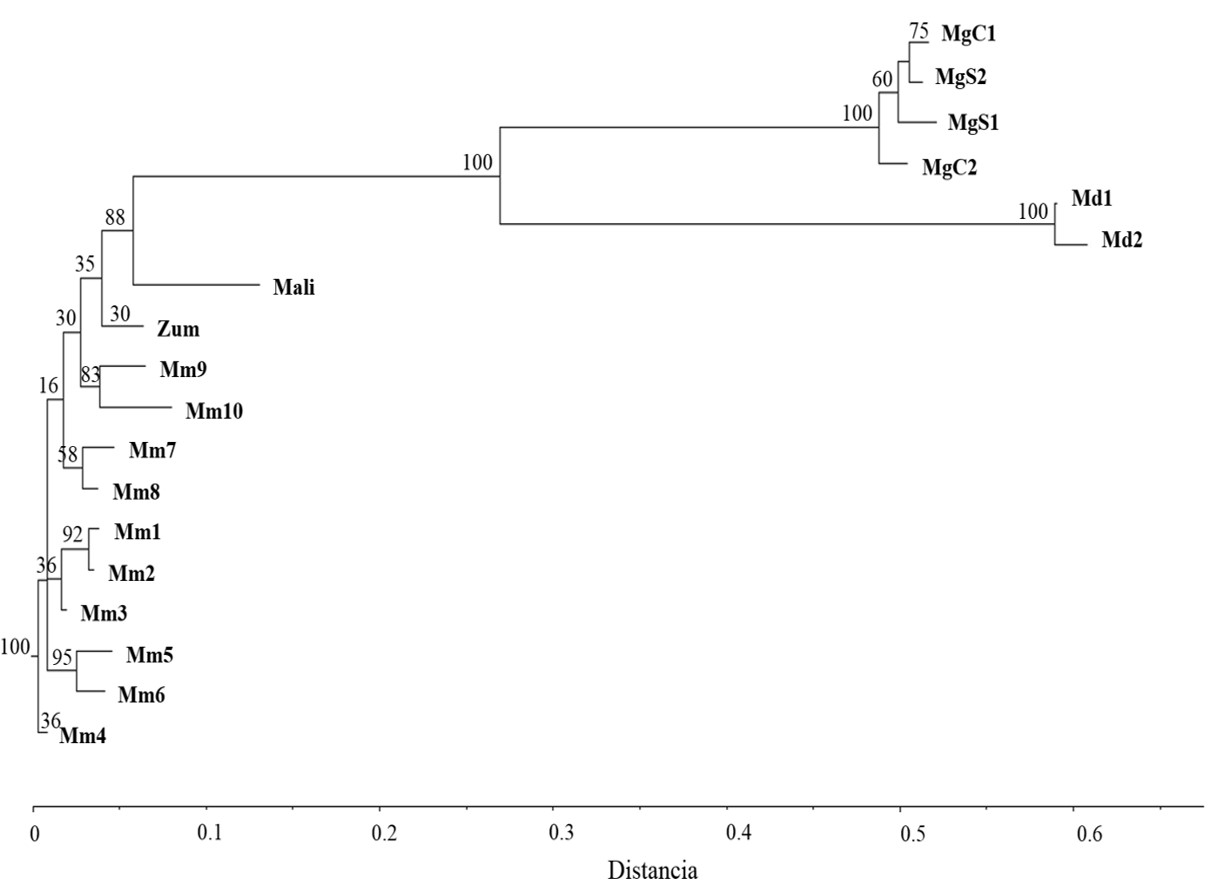 75 MgC1
MgS2
60
MgS1
100
MgC2
100
Md1
100
Md2
88
35
Mali
30
Zum
30
Mm9
83
Mm10
16
Mm7
58
Mm8
Mm1
92
Mm2
36
Mm3
100
Mm5
95
Mm6
36
Mm4
0 0.1 0.2 0.3 0.4 0.5 0.6
Distancia